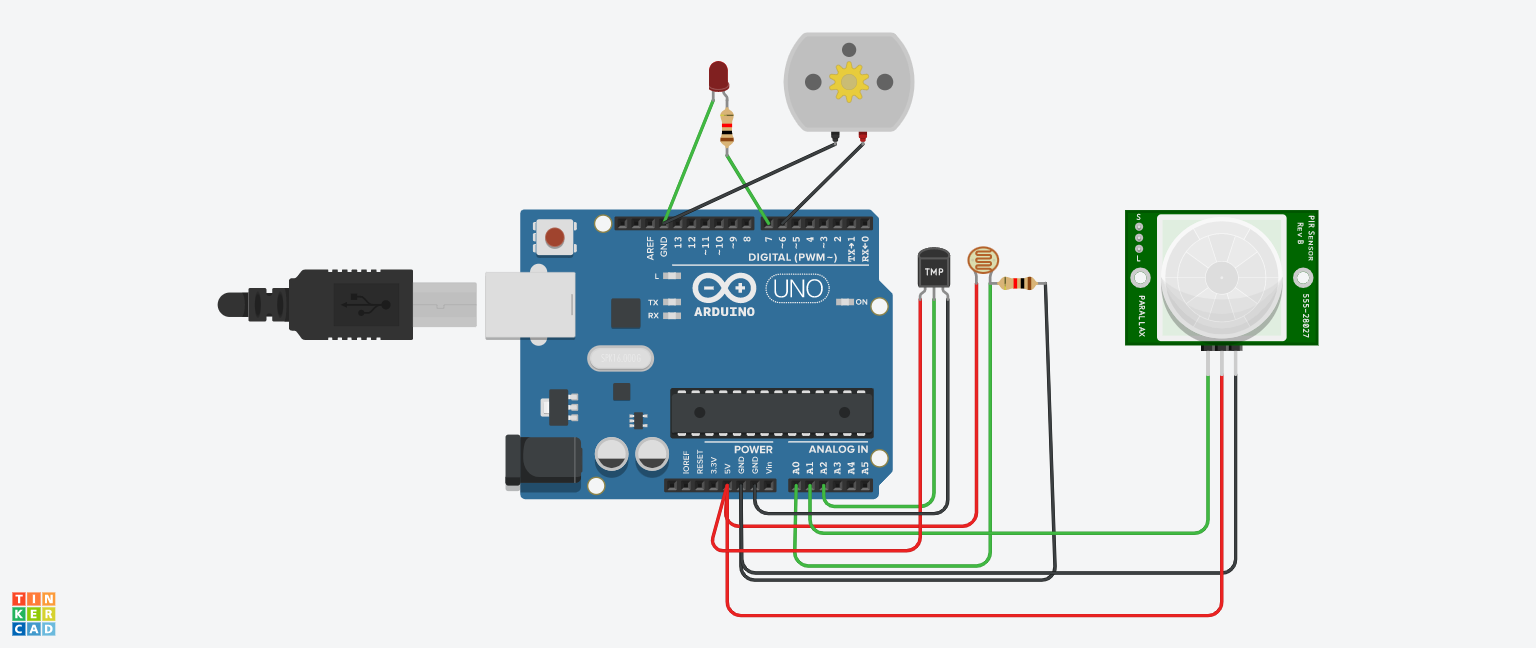 TMP
S
L
PIR SENSOR
REV B
PARALLAX
555-28027
AREF
GND
13
12
~11
~10
~9
8
7
~6
~5
4
~3
2
TX→1
RX←0
DIGITAL (PWM~)
L
TX
RX
ARDUINO
UNO
ON
POWER
ANALOG IN
IOREF
RESET
3.3V
5V
GND
GND
Vin
A0
A1
A2
A3
A4
A5
TIN
KER
CAD